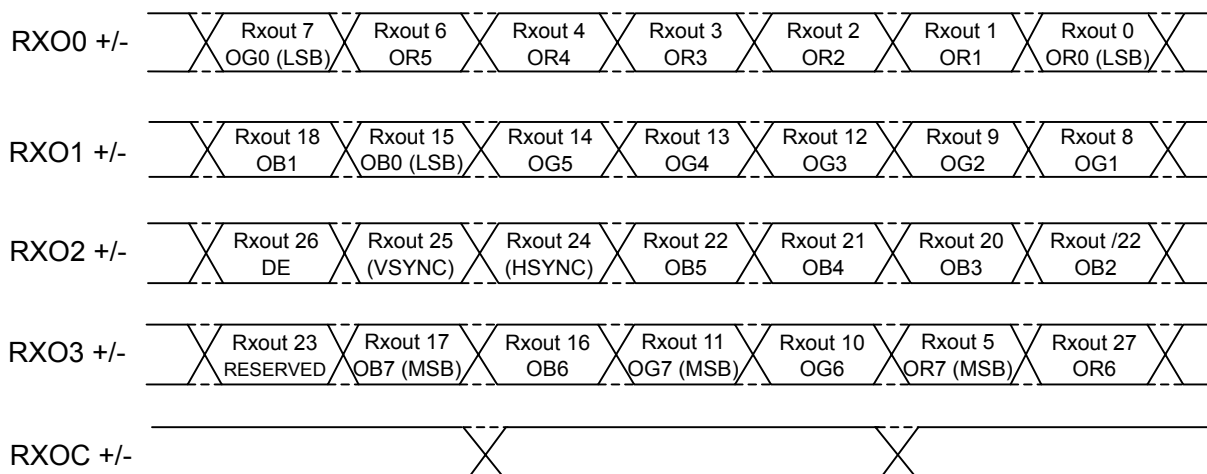 RXO0 +/-
Rxout 7 Rxout 6 Rxout 4 Rxout 3 Rxout 2 Rxout 1 Rxout 0
OG0 (LSB) OR5 OR4 OR3 OR2 OR1 OR0 (LSB)
RXO1 +/-
Rxout 18 Rxout 15 Rxout 14 Rxout 13 Rxout 12 Rxout 9 Rxout 8
OB1 OB0 (LSB) OG5 OG4 OG3 OG2 OG1
RXO2 +/-
Rxout 26 Rxout 25 Rxout 24 Rxout 22 Rxout 21 Rxout 20 Rxout /22
DE (VSYNC) (HSYNC) OB5 OB4 OB3 OB2
RXO3 +/-
Rxout 23 Rxout 17 Rxout 16 Rxout 11 Rxout 10 Rxout 5 Rxout 27
RESERVED OB7 (MSB) OB6 OG7 (MSB) OG6 OR7 (MSB) OR6
RXOC +/-